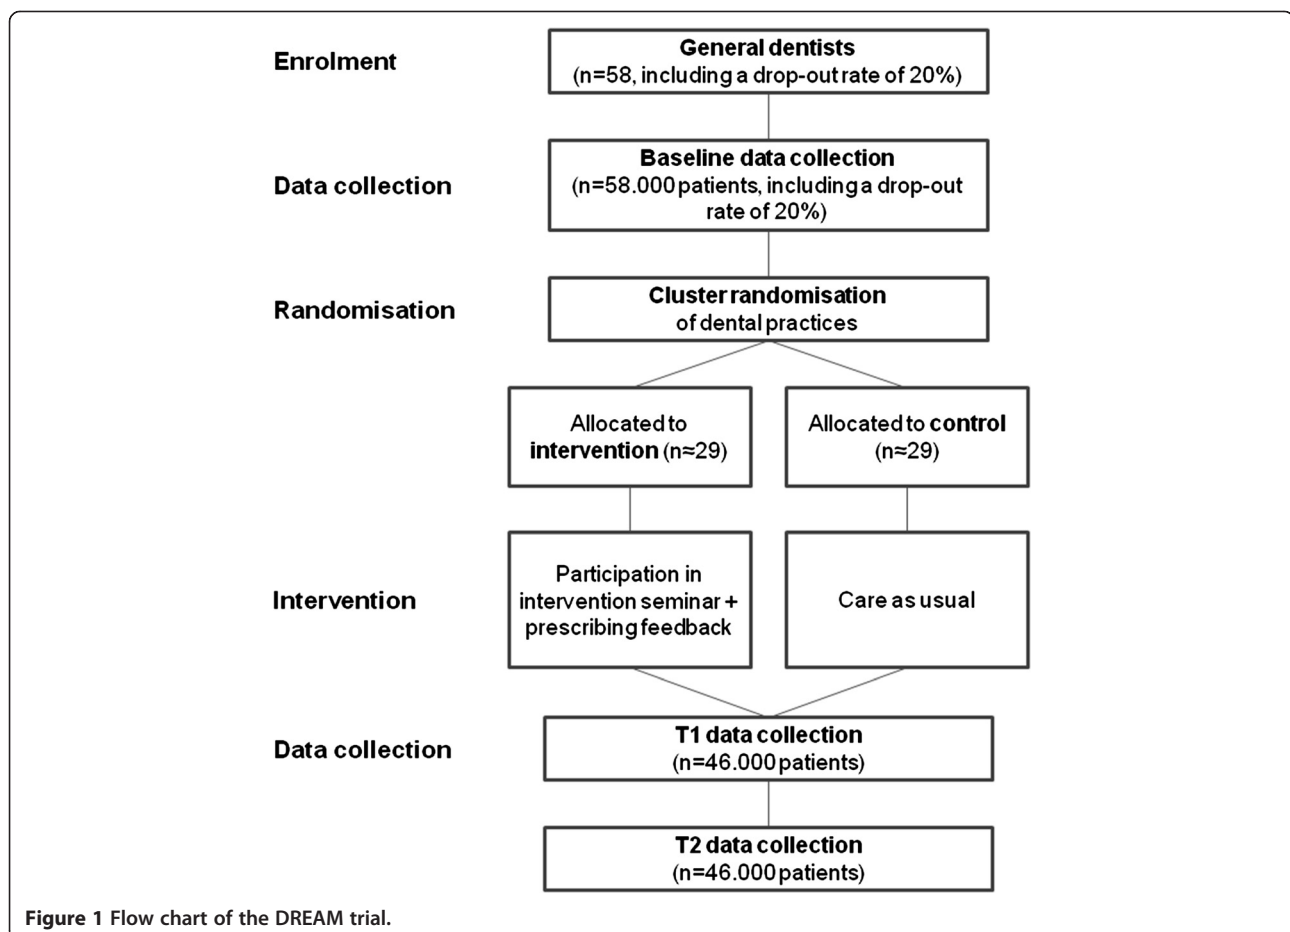 Enrolment
General dentists
(n=58, including a drop-out rate of 20%)
Data collection
Baseline data collection
(n=58.000 patients, including a drop-out
rate of 20%)
Randomisation
Cluster randomisation
of dental practices
Allocated to
intervention (n≈29)
Allocated to control
(n≈29)
Intervention
Participation in
intervention seminar +
prescribing feedback
Care as usual
Data collection
T1 data collection
(n=46.000 patients)
T2 data collection
(n=46.000 patients)
Figure 1 Flow chart of the DREAM trial.